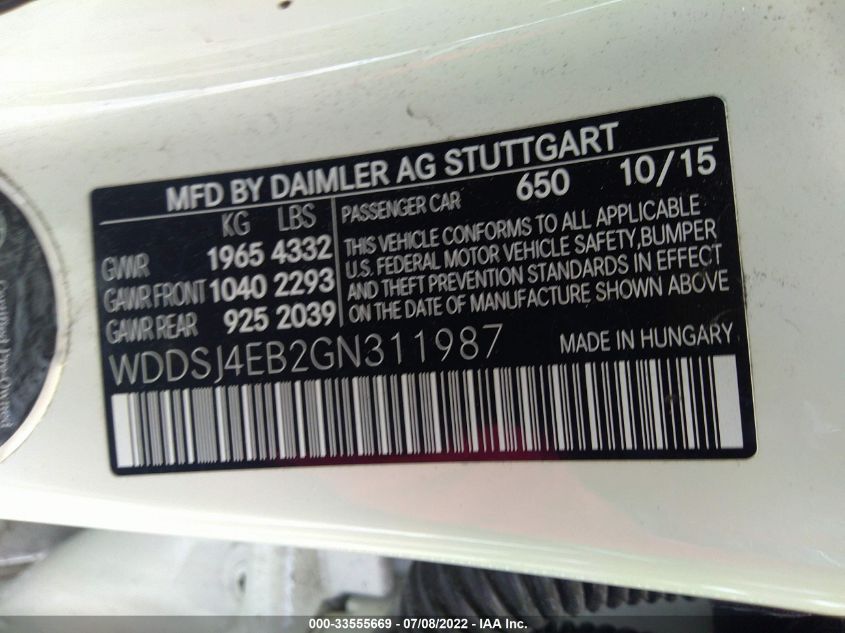 MFD BY DAIMLER AG STUTTGART
KG LBS
GVWR 1965 4332
GAWR FRONT 1040 2293
GAWR REAR 925 2039
PASSENGER CAR 650 10/15
THIS VEHICLE CONFORMS TO ALL APPLICABLE
U.S. FEDERAL MOTOR VEHICLE SAFETY,BUMPER
AND THEFT PREVENTION STANDARDS IN EFFECT
ON THE DATE OF MANUFACTURE SHOWN ABOVE
WDDSJ4EB2GN311987 MADE IN HUNGARY
Certified Pre-Owned
000-33555669 / 07/08/2022 - IAA Inc.